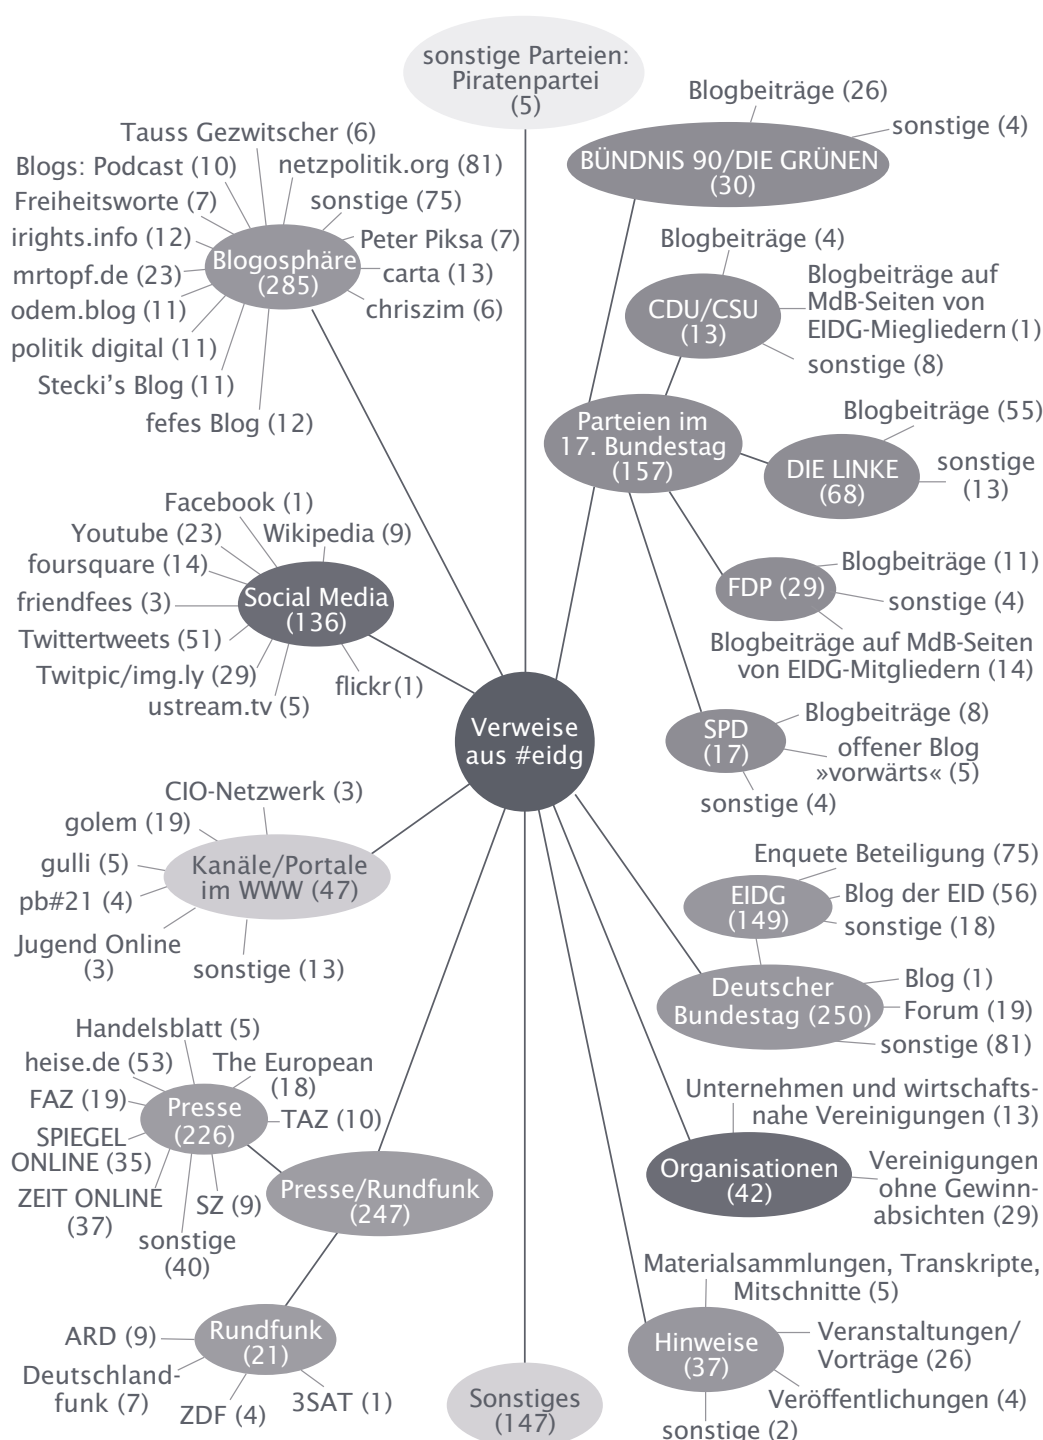 sonstige Parteien:
Piratenpartei
(5)
Tauss Gezwitscher (6)
Blogs: Podcast (10)
netzpolitik.org (81)
Freiheitsworte (7)
sonstige (75)
irights.info (12)
Peter Piksa (7)
mrtopf.de (23)
carta (13)
odem.blog (11)
chriszim (6)
politik digital (11)
Stecki's Blog (11)
fefes Blog (12)
Blogosphäre
(285)
Blogbeiträge (26)
sonstige (4)
BÜNDNIS 90/DIE GRÜNEN
(30)
Blogbeiträge (4)
Blogbeiträge auf
MdB-Seiten von
EIDG-Miegliedern (1)
sonstige (8)
CDU/CSU
(13)
Parteien im
17. Bundestag
(157)
Blogbeiträge (55)
sonstige
(13)
DIE LINKE
(68)
FDP (29)
Blogbeiträge (11)
sonstige (4)
Blogbeiträge auf MdB-Seiten
von EIDG-Mitgliedern (14)
SPD
(17)
Blogbeiträge (8)
offener Blog
»vorwärts« (5)
sonstige (4)
Facebook (1)
Youtube (23)
Wikipedia (9)
foursquare (14)
friendfees (3)
Twittertweets (51)
Twitpic/img.ly (29)
ustream.tv (5)
flickr (1)
Social Media
(136)
Verweise
aus #eidg
CIO-Netzwerk (3)
golem (19)
gulli (5)
pb#21 (4)
Jugend Online
(3)
sonstige (13)
Kanäle/Portale
im WWW (47)
Enquete Beteiligung (75)
EIDG
(149)
Blog der EID (56)
sonstige (18)
Deutscher
Bundestag (250)
Blog (1)
Forum (19)
sonstige (81)
Handelsblatt (5)
heise.de (53)
The European
(18)
FAZ (19)
TAZ (10)
SPIEGEL
ONLINE (35)
ZEIT ONLINE
(37)
SZ (9)
sonstige
(40)
Presse
(226)
Presse/Rundfunk
(247)
Unternehmen und wirtschafts-
nahe Vereinigungen (13)
Organisationen
(42)
Vereinigungen
ohne Gewinn-
absichten (29)
Materialsammlungen, Transkripte,
Mitschnitte (5)
Hinweise
(37)
Veranstaltungen/
Vorträge (26)
Veröffentlichungen (4)
sonstige (2)
Rundfunk
(21)
ARD (9)
Deutschland-
funk (7)
ZDF (4)
3SAT (1)
Sonstiges
(147)